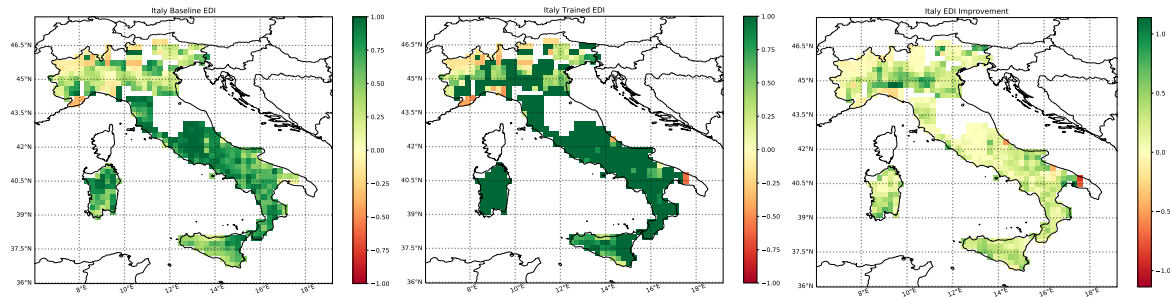 Italy Baseline EDI
46.5°N
45°N
43.5°N
42°N
40.5°N
39°N
37.5°N
36°N
8°E
10°E
12°E
14°E
16°E
18°E
1.00
0.75
0.50
0.25
0.00
−0.25
−0.50
−0.75
−1.00
Italy Trained EDI
46.5°N
45°N
43.5°N
42°N
40.5°N
39°N
37.5°N
36°N
8°E
10°E
12°E
14°E
16°E
18°E
1.00
0.75
0.50
0.25
0.00
−0.25
−0.50
−0.75
−1.00
Italy EDI Improvement
46.5°N
45°N
43.5°N
42°N
40.5°N
39°N
37.5°N
36°N
8°E
10°E
12°E
14°E
16°E
18°E
1.0
0.5
0.0
−0.5
−1.0